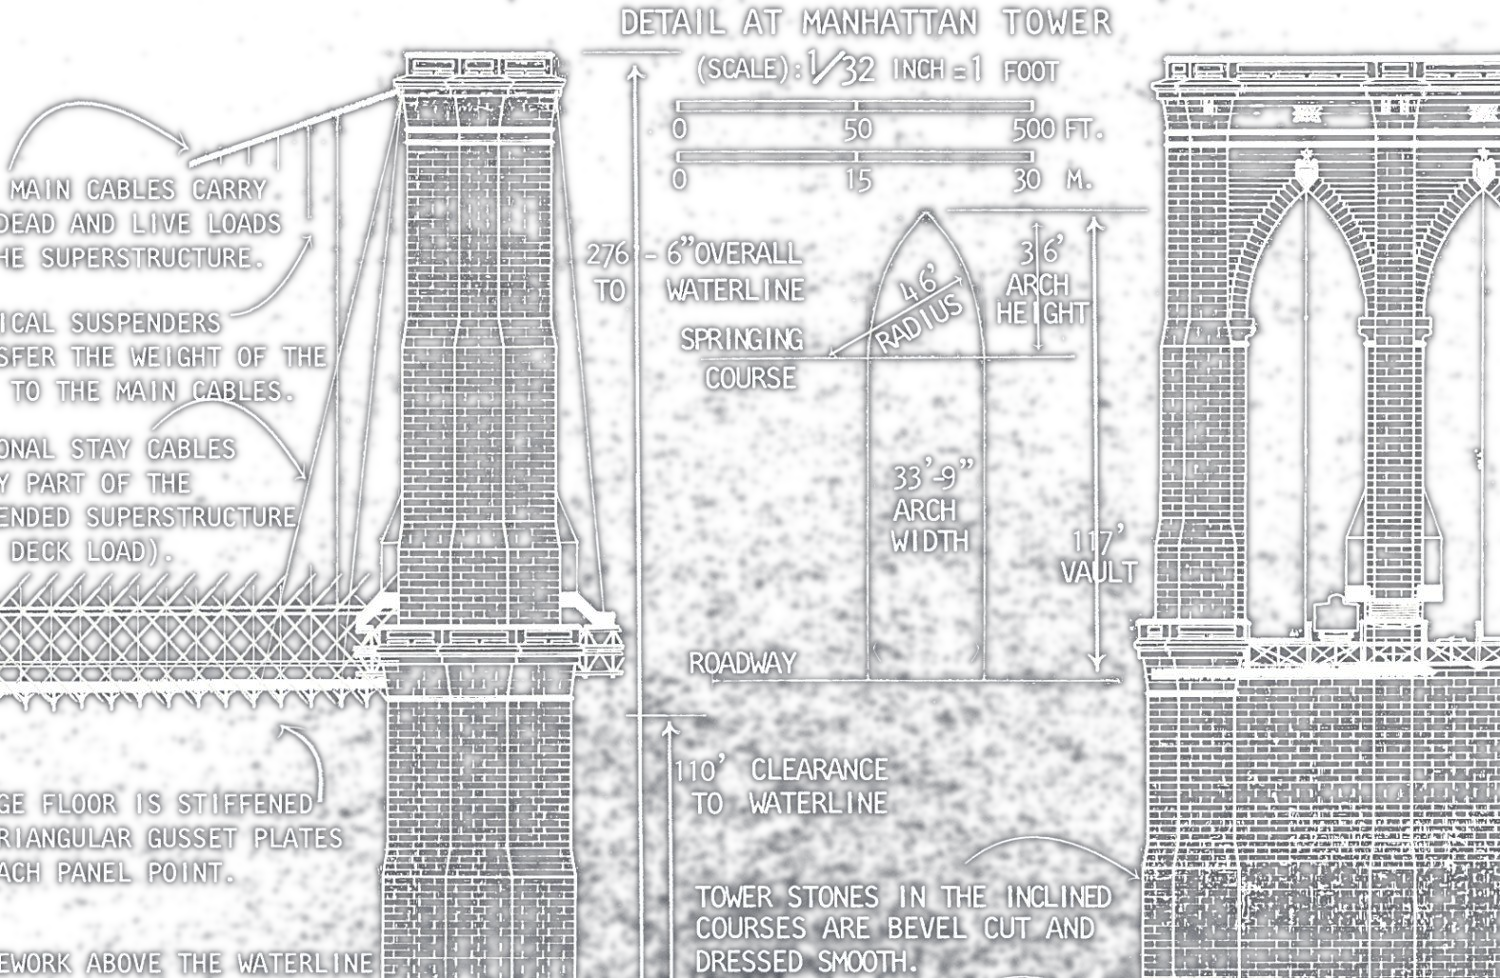 DETAIL AT MANHATTAN TOWER
(SCALE): 1/32 INCH = 1 FOOT
0 50 500 FT.
0 15 30 M.
MAIN CABLES CARRY
DEAD AND LIVE LOADS
HE SUPERSTRUCTURE.
ICAL SUSPENDERS
SFER THE WEIGHT OF THE
TO THE MAIN CABLES.
ONAL STAY CABLES
Y PART OF THE
ENDED SUPERSTRUCTURE
DECK LOAD).
GE FLOOR IS STIFFENED
RIANGULAR GUSSET PLATES
ACH PANEL POINT.
EWORK ABOVE THE WATERLINE
276'-6" OVERALL
TO WATERLINE
SPRINGING
COURSE
46'
RADIUS
36'
ARCH
HEIGHT
33'-9"
ARCH
WIDTH
117'
VAULT
ROADWAY
110' CLEARANCE
TO WATERLINE
TOWER STONES IN THE INCLINED
COURSES ARE BEVEL CUT AND
DRESSED SMOOTH.